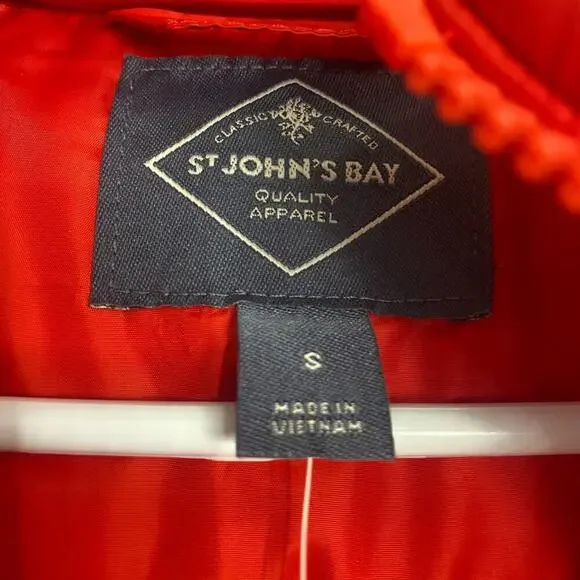 CLASSIC CRAFTED
ST JOHN'S BAY
QUALITY
APPAREL
S
MADE IN
VIETNAM